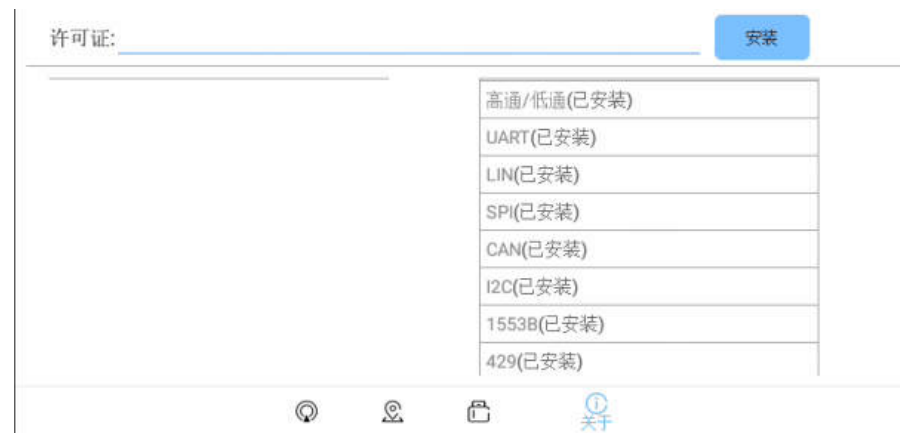 许可证:
安装
高通/低通(已安装)
UART(已安装)
LIN(已安装)
SPI(已安装)
CAN(已安装)
I2C(已安装)
1553B(已安装)
429(已安装)
关于